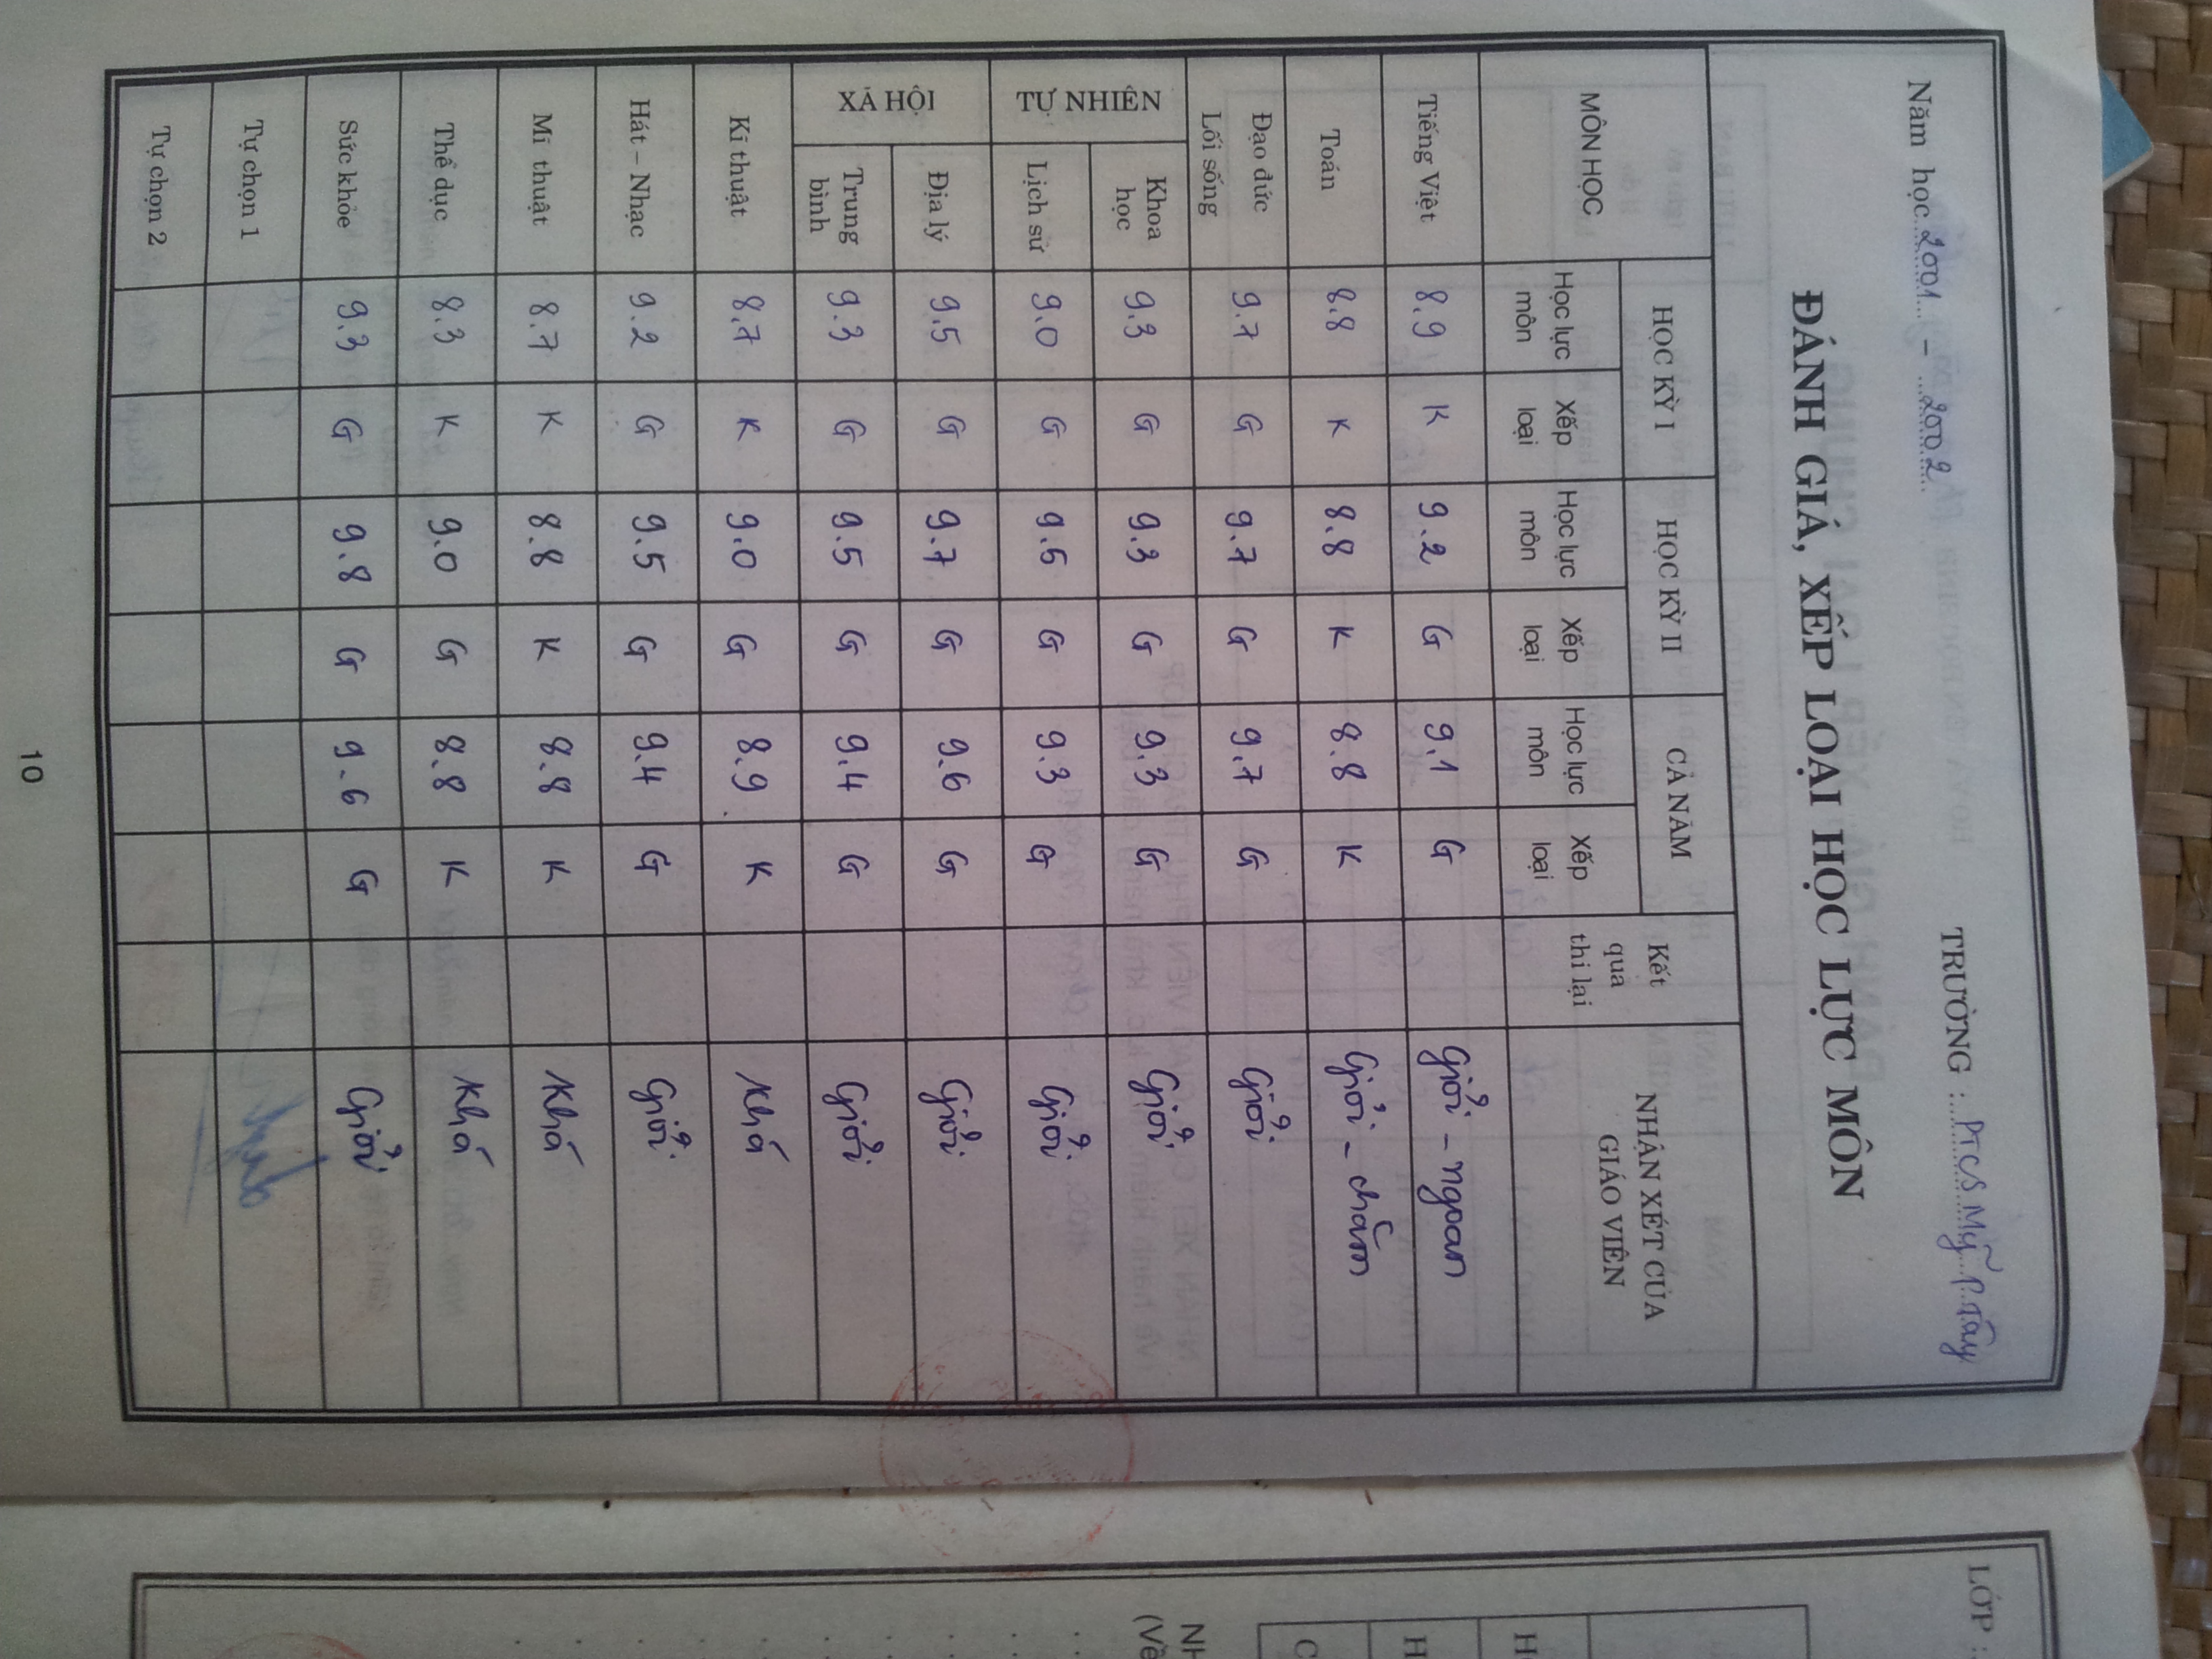 Năm học 2001 - 2002 TRƯỜNG : PTCS Mỹ P. Tây
ĐÁNH GIÁ, XẾP LOẠI HỌC LỰC MÔN
MÔN HỌC HỌC KỲ I HỌC KỲ II CẢ NĂM Kết qua thi lại NHẬN XÉT CỦA GIÁO VIÊN
Học lực môn Xếp loại Học lực môn Xếp loại Học lực môn Xếp loại
Tiếng Việt 8,9 K 9.2 G 9,1 G giỏi - ngoan
Toán 8.8 K 8.8 K 8.8 K Giỏi - chăm
Đạo đức Lối sống 9.7 G 9.7 G 9,7 G Giỏi
TỰ NHIÊN Khoa học 9.3 G 9.3 G 9.3 G Giỏi
Lịch sử 9.0 G 9.5 G 9.3 G Giỏi
XÃ HỘI Địa lý 9.5 G 9.7 G 9.6 G Giỏi
Trung bình 9.3 G 9.5 G 9,4 G Giỏi
Kĩ thuật 8,7 K 9.0 G 8,9 K Khá
Hát – Nhạc 9.2 G 9.5 G 9.4 G Giỏi
Mĩ thuật 8.7 K 8.8 K 8.8 K Khá
Thể dục 8.3 K 9.0 G 8.8 K Khá
Sức khỏe 9.3 G 9.8 G 9.6 G Giỏi
Tự chọn 1
Tự chọn 2
10
LỚP :
H
NH
(Về